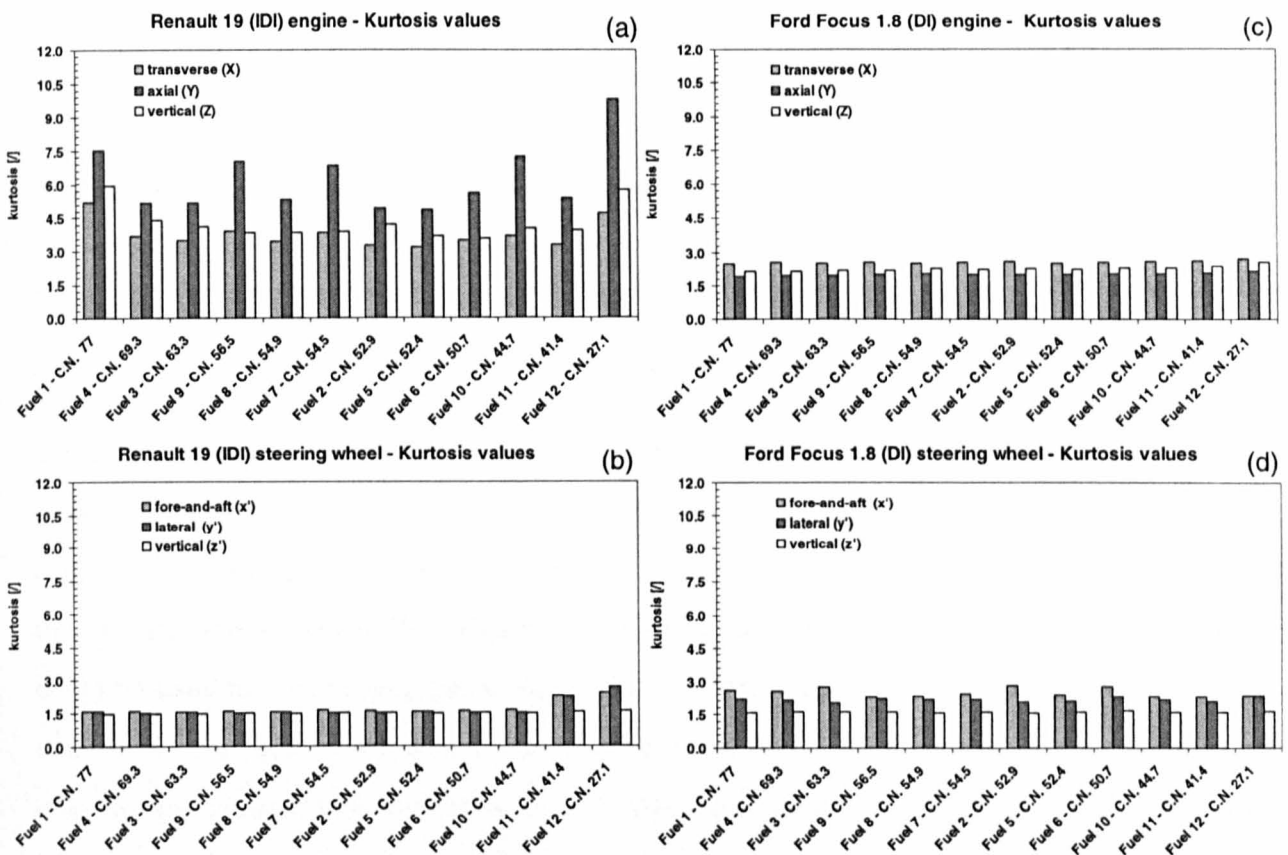 Renault 19 (IDI) engine - Kurtosis values
(a)
kurtosis [/]
12.0
10.5
9.0
7.5
6.0
4.5
3.0
1.5
0.0
transverse (X)
axial (Y)
vertical (Z)
Fuel 1 - C.N. 77
Fuel 4 - C.N. 69.3
Fuel 3 - C.N. 63.3
Fuel 9 - C.N. 56.5
Fuel 8 - C.N. 54.9
Fuel 7 - C.N. 54.5
Fuel 2 - C.N. 52.9
Fuel 5 - C.N. 52.4
Fuel 6 - C.N. 50.7
Fuel 10 - C.N. 44.7
Fuel 11 - C.N. 41.4
Fuel 12 - C.N. 27.1
Ford Focus 1.8 (DI) engine - Kurtosis values
(c)
kurtosis [/]
12.0
10.5
9.0
7.5
6.0
4.5
3.0
1.5
0.0
transverse (X)
axial (Y)
vertical (Z)
Fuel 1 - C.N. 77
Fuel 4 - C.N. 69.3
Fuel 3 - C.N. 63.3
Fuel 9 - C.N. 56.5
Fuel 8 - C.N. 54.9
Fuel 7 - C.N. 54.5
Fuel 2 - C.N. 52.9
Fuel 5 - C.N. 52.4
Fuel 6 - C.N. 50.7
Fuel 10 - C.N. 44.7
Fuel 11 - C.N. 41.4
Fuel 12 - C.N. 27.1
Renault 19 (IDI) steering wheel - Kurtosis values
(b)
kurtosis [/]
12.0
10.5
9.0
7.5
6.0
4.5
3.0
1.5
0.0
fore-and-aft (x')
lateral (y')
vertical (z')
Fuel 1 - C.N. 77
Fuel 4 - C.N. 69.3
Fuel 3 - C.N. 63.3
Fuel 9 - C.N. 56.5
Fuel 8 - C.N. 54.9
Fuel 7 - C.N. 54.5
Fuel 2 - C.N. 52.9
Fuel 5 - C.N. 52.4
Fuel 6 - C.N. 50.7
Fuel 10 - C.N. 44.7
Fuel 11 - C.N. 41.4
Fuel 12 - C.N. 27.1
Ford Focus 1.8 (DI) steering wheel - Kurtosis values
(d)
kurtosis [/]
12.0
10.5
9.0
7.5
6.0
4.5
3.0
1.5
0.0
fore-and-aft (x')
lateral (y')
vertical (z')
Fuel 1 - C.N. 77
Fuel 4 - C.N. 69.3
Fuel 3 - C.N. 63.3
Fuel 9 - C.N. 56.5
Fuel 8 - C.N. 54.9
Fuel 7 - C.N. 54.5
Fuel 2 - C.N. 52.9
Fuel 5 - C.N. 52.4
Fuel 6 - C.N. 50.7
Fuel 10 - C.N. 44.7
Fuel 11 - C.N. 41.4
Fuel 12 - C.N. 27.1